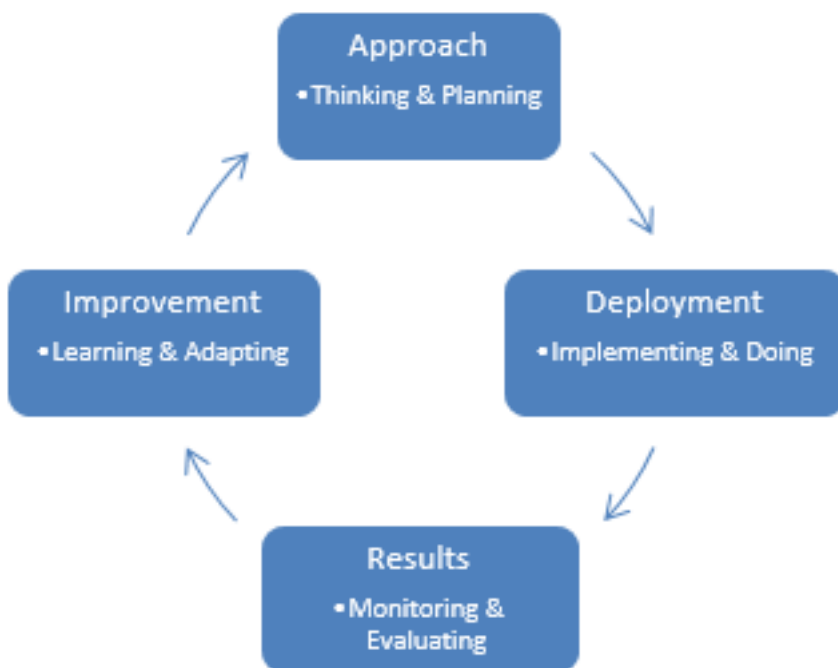 Approach
•Thinking & Planning
Improvement
•Learning & Adapting
Deployment
•Implementing & Doing
Results
•Monitoring &
Evaluating